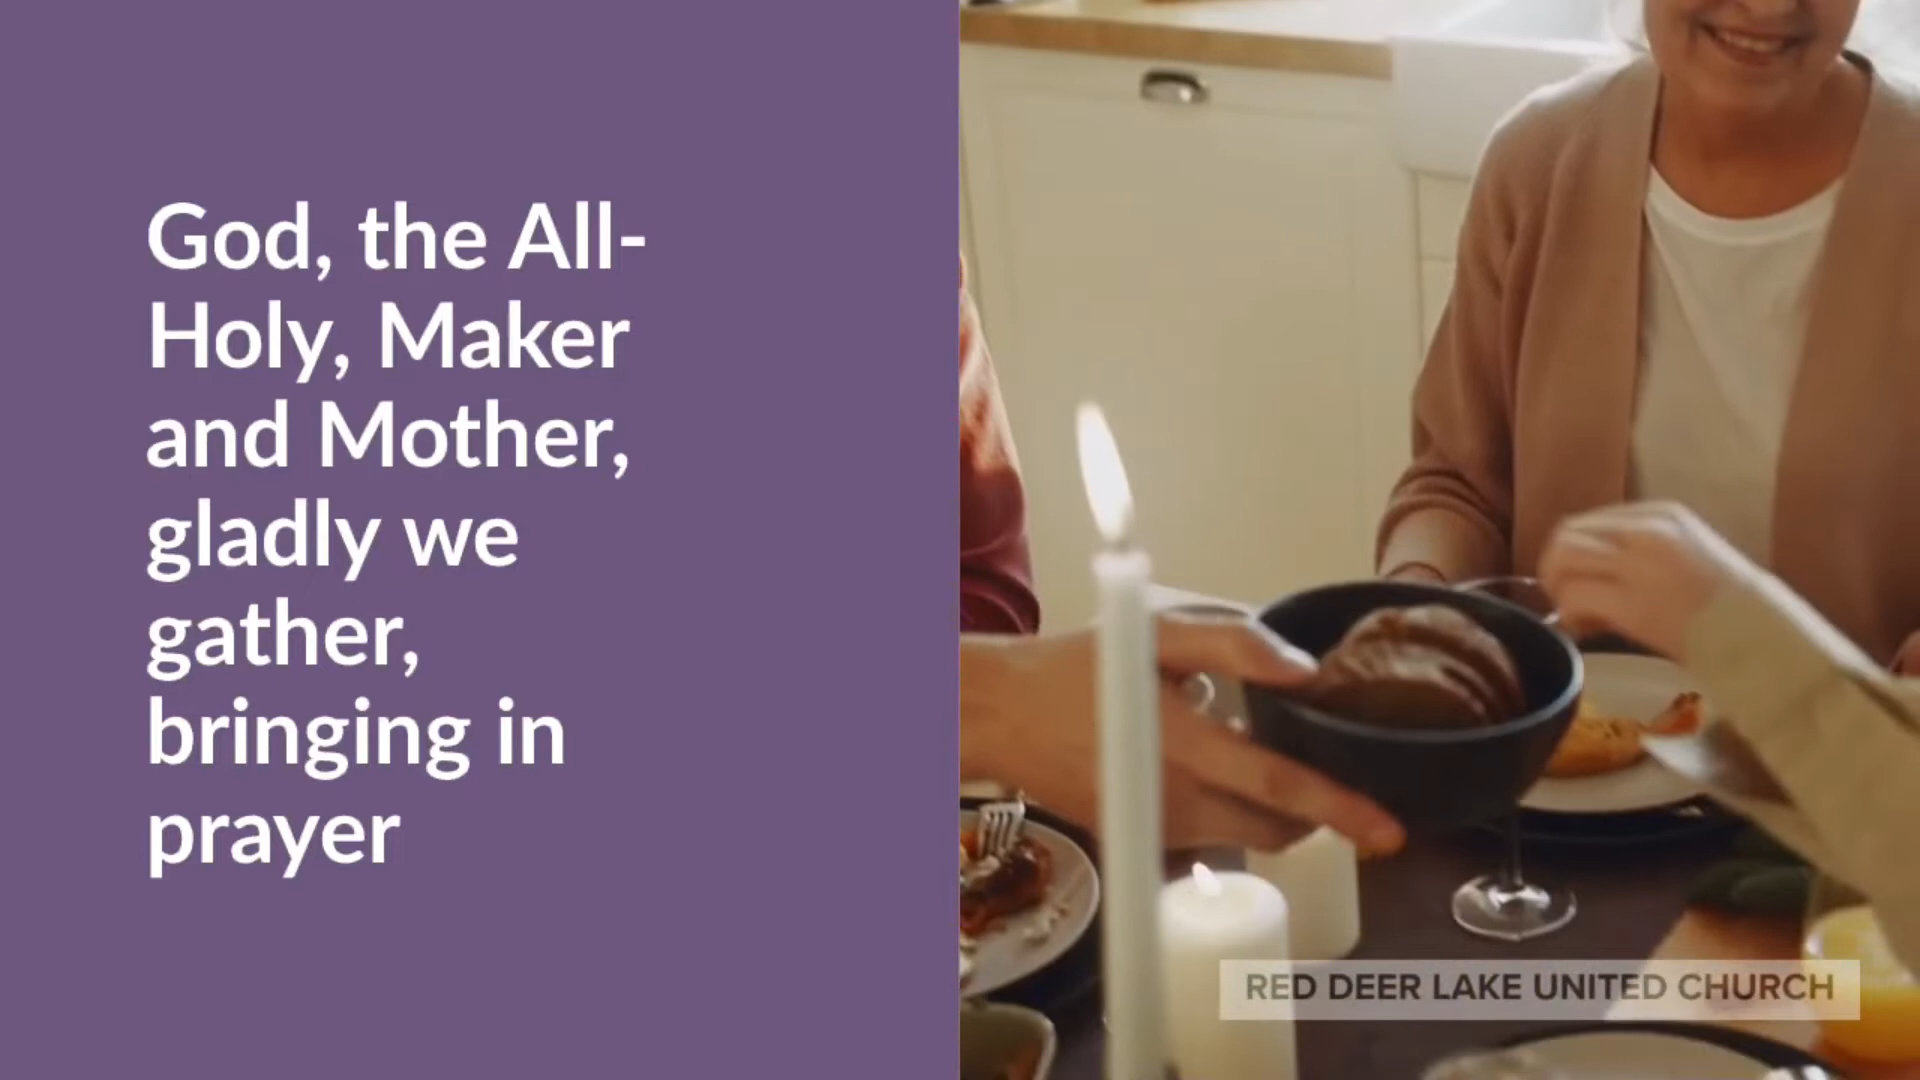 God, the All-
Holy, Maker
and Mother,
gladly we
gather,
bringing in
prayer
RED DEER LAKE UNITED CHURCH